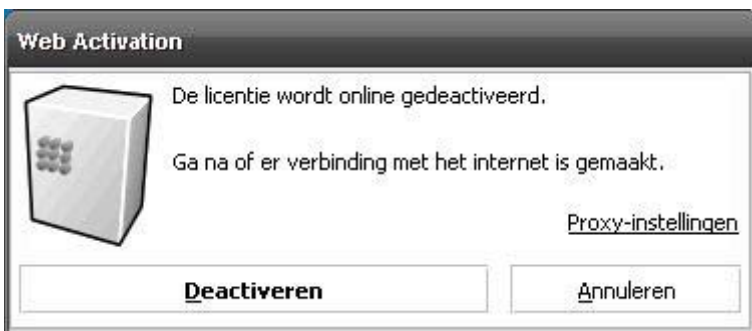 Web Activation
De licentie wordt online gedeactiveerd.
Ga na of er verbinding met het internet is gemaakt.
Proxy-instellingen
Deactiveren
Annuleren